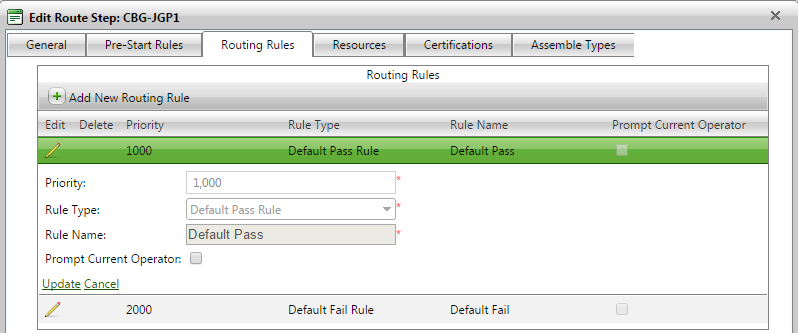 Edit Route Step: CBG-JGP1
General Pre-Start Rules Routing Rules Resources Certifications Assemble Types
Routing Rules
Add New Routing Rule
Edit Delete Priority Rule Type Rule Name Prompt Current Operator
1000 Default Pass Rule Default Pass
Priority: 1,000 *
Rule Type: Default Pass Rule *
Rule Name: Default Pass *
Prompt Current Operator:
Update Cancel
2000 Default Fail Rule Default Fail